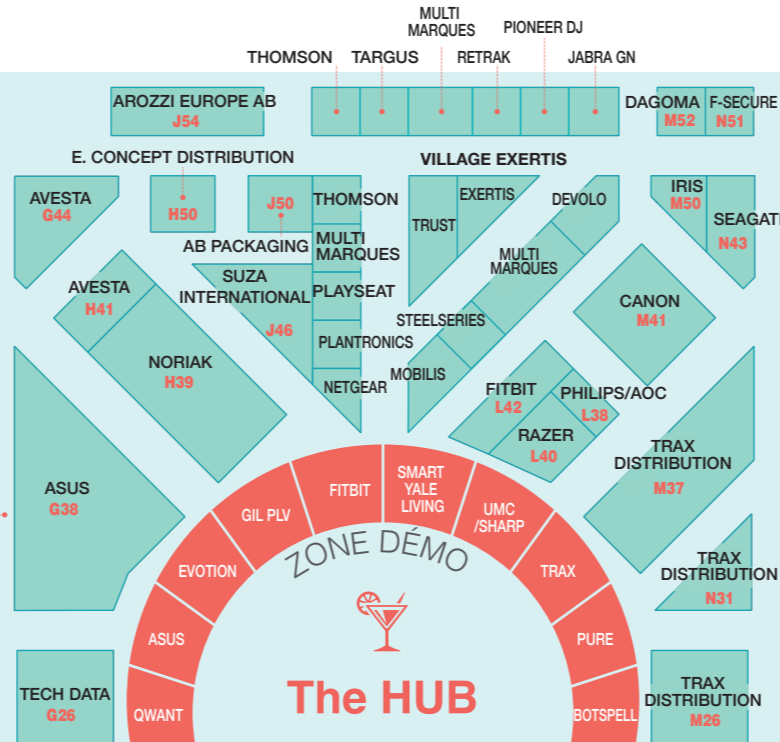 MULTI
MARQUES
PIONEER DJ
THOMSON
TARGUS
RETRAK
JABRA GN
AROZZI EUROPE AB
J54
DAGOMA
M52
F-SECURE
N51
E. CONCEPT DISTRIBUTION
H50
VILLAGE EXERTIS
AVESTA
G44
J50
AB PACKAGING
THOMSON
MULTI
MARQUES
PLAYSEAT
PLANTRONICS
NETGEAR
SUZA
INTERNATIONAL
J46
TRUST
EXERTIS
DEVOLO
MULTI
MARQUES
STEELSERIES
MOBILIS
IRIS
M50
SEAGAT
N43
AVESTA
H41
NORIAK
H39
CANON
M41
FITBIT
L42
PHILIPS/AOC
L38
RAZER
L40
TRAX
DISTRIBUTION
M37
ASUS
G38
TRAX
DISTRIBUTION
N31
TECH DATA
G26
TRAX
DISTRIBUTION
M26
QWANT
ASUS
EVOTION
GIL PLV
FITBIT
SMART
YALE
LIVING
UMC
/SHARP
TRAX
PURE
BOTSPELL
ZONE DÉMO
The HUB